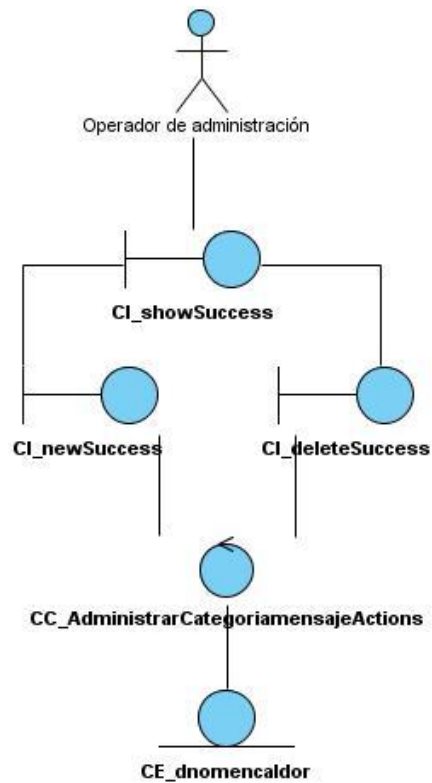 Operador de administración
CI_showSuccess
CI_newSuccess
CI_deleteSuccess
CC_AdministrarCategoriamensajeActions
CE_dnomencaldor